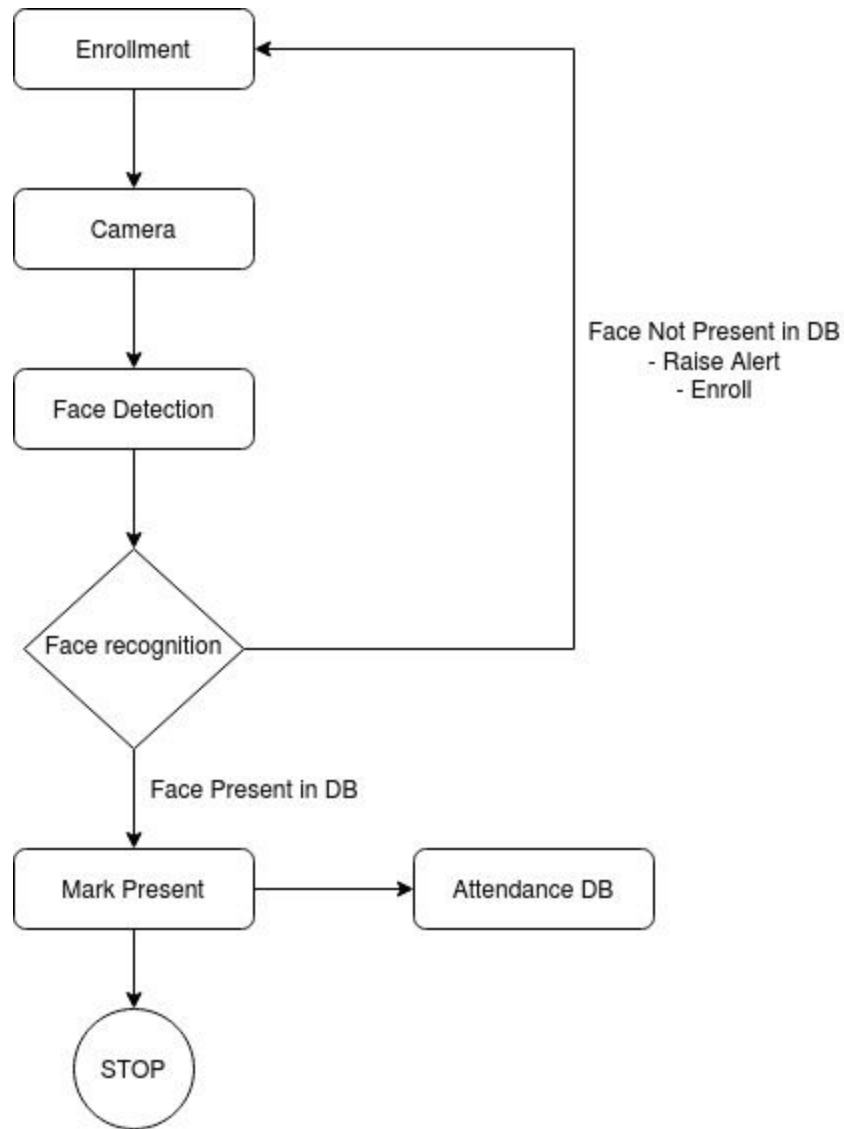 Enrollment
Camera
Face Not Present in DB
- Raise Alert
- Enroll
Face Detection
Face recognition
Face Present in DB
Mark Present
Attendance DB
STOP